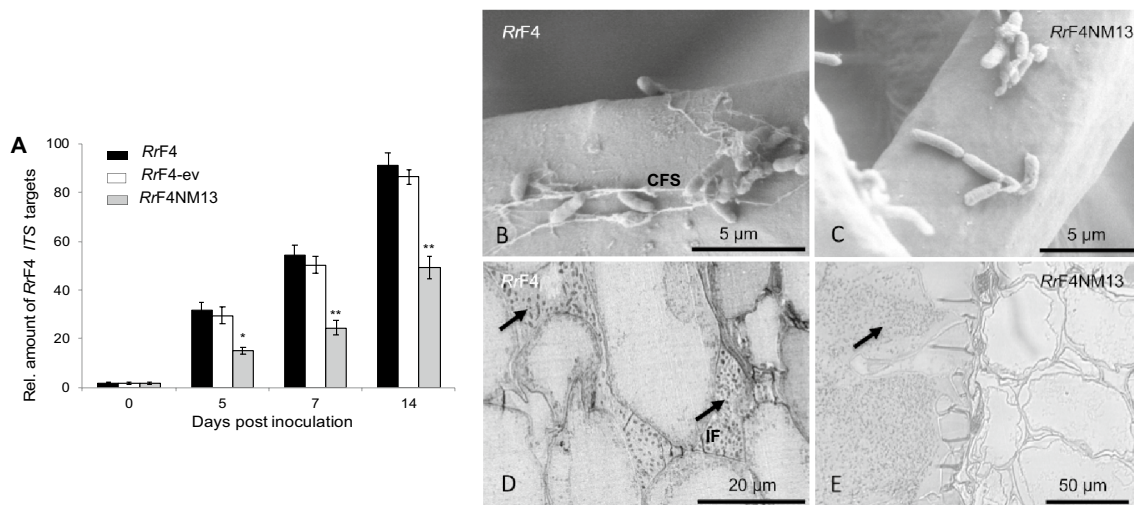 A
Rel. amount of RrF4 ITS targets
100
80
60
40
20
0
RrF4
RrF4-ev
RrF4NM13
*
**
**
0 5 7 14
Days post inoculation
RrF4
CFS
B
5 µm
RrF4NM13
C
5 µm
RrF4
IF
D
20 µm
RrF4NM13
E
50 µm